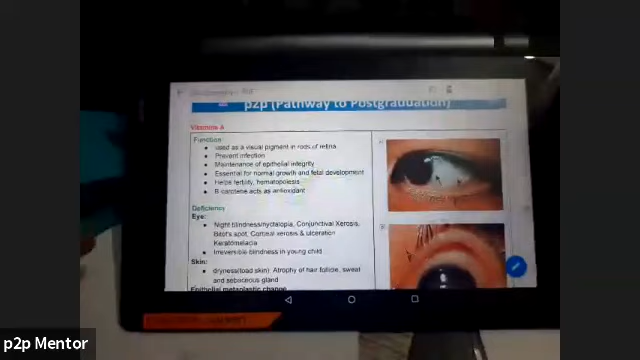 p2p (Pathway to Postgraduation)
Vitamins A
Function
used as a visual pigment in rods of retina
Prevent infection
Maintenance of epithelial integrity
Essential for normal growth and fetal development
Helps fertility, hematopoiesis
B carotene acts as antioxidant
Deficiency
Eye:
Night blindness/nyctalopia, Conjunctival Xerosis,
Bitot's spot, Corneal xerosis & ulceration
Keratomalacia
Irreversible blindness in young child
Skin:
dryness(toad skin) Atrophy of hair follicle, sweat
and sebaceous gland
Epithelial metaplastic change
p2p Mentor